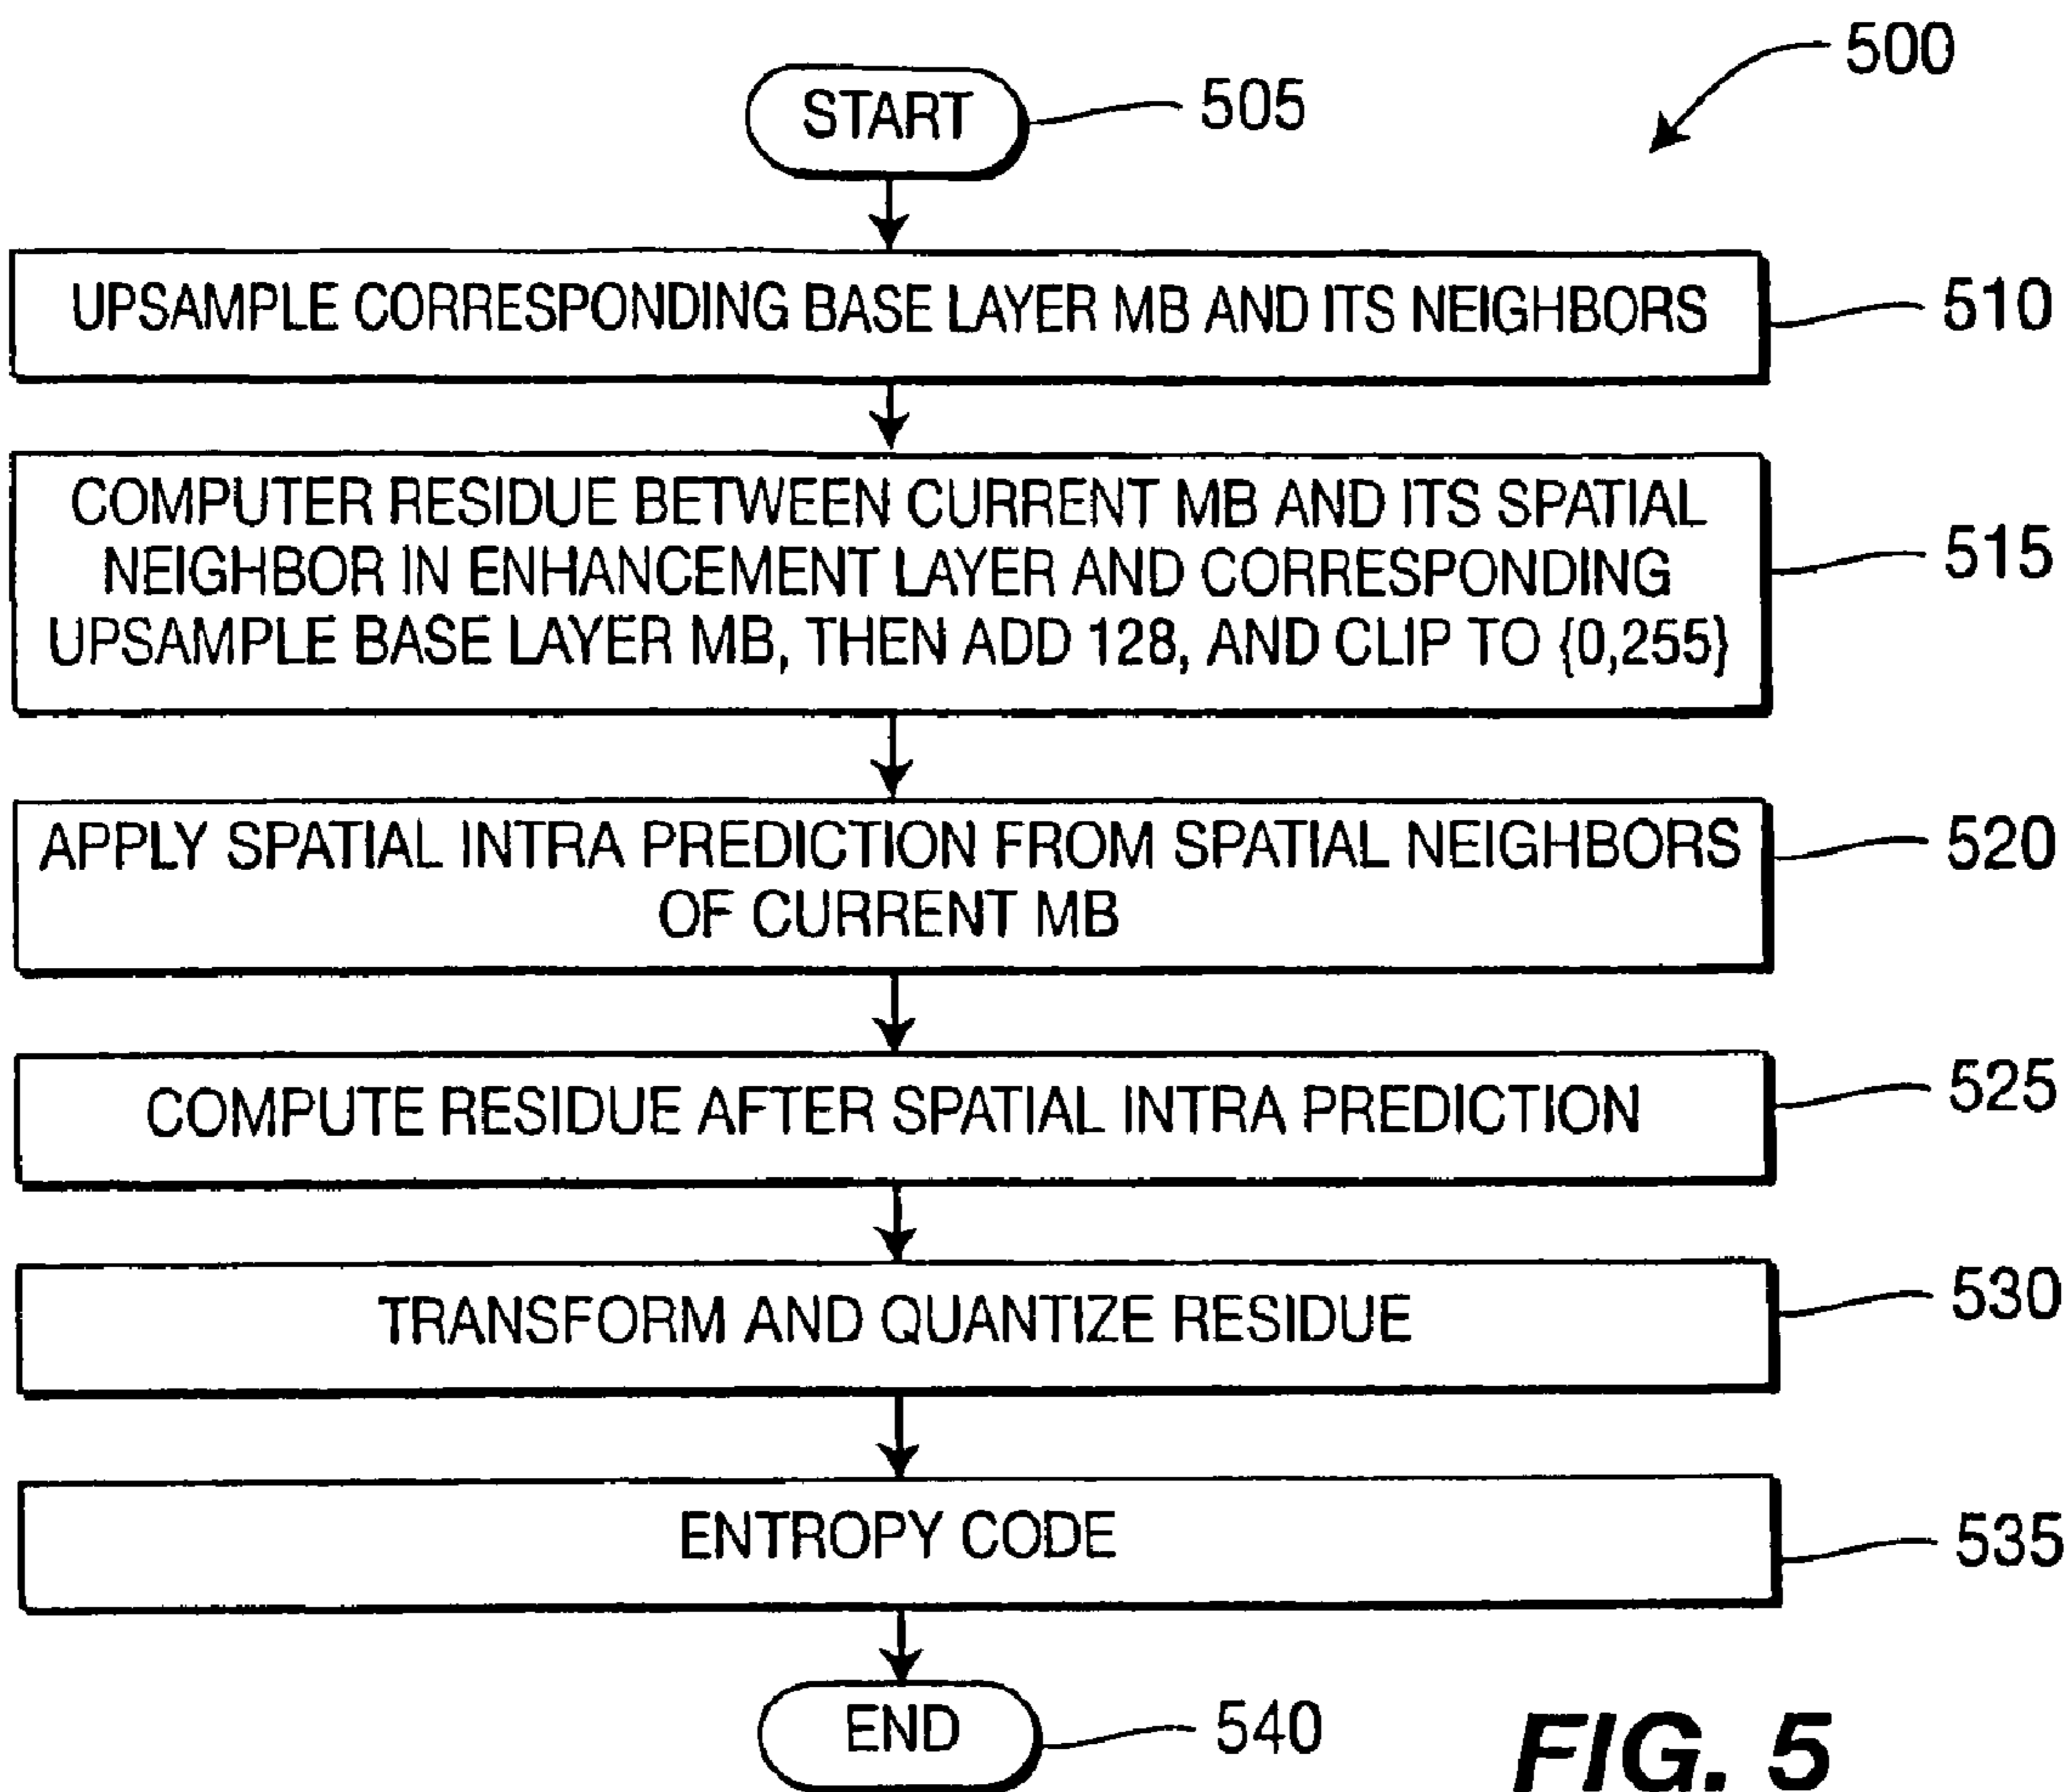 500
START
505
UPSAMPLE CORRESPONDING BASE LAYER MB AND ITS NEIGHBORS
510
COMPUTER RESIDUE BETWEEN CURRENT MB AND ITS SPATIAL
NEIGHBOR IN ENHANCEMENT LAYER AND CORRESPONDING
UPSAMPLE BASE LAYER MB, THEN ADD 128, AND CLIP TO {0,255}
515
APPLY SPATIAL INTRA PREDICTION FROM SPATIAL NEIGHBORS
OF CURRENT MB
520
COMPUTE RESIDUE AFTER SPATIAL INTRA PREDICTION
525
TRANSFORM AND QUANTIZE RESIDUE
530
ENTROPY CODE
535
END
540
FIG. 5